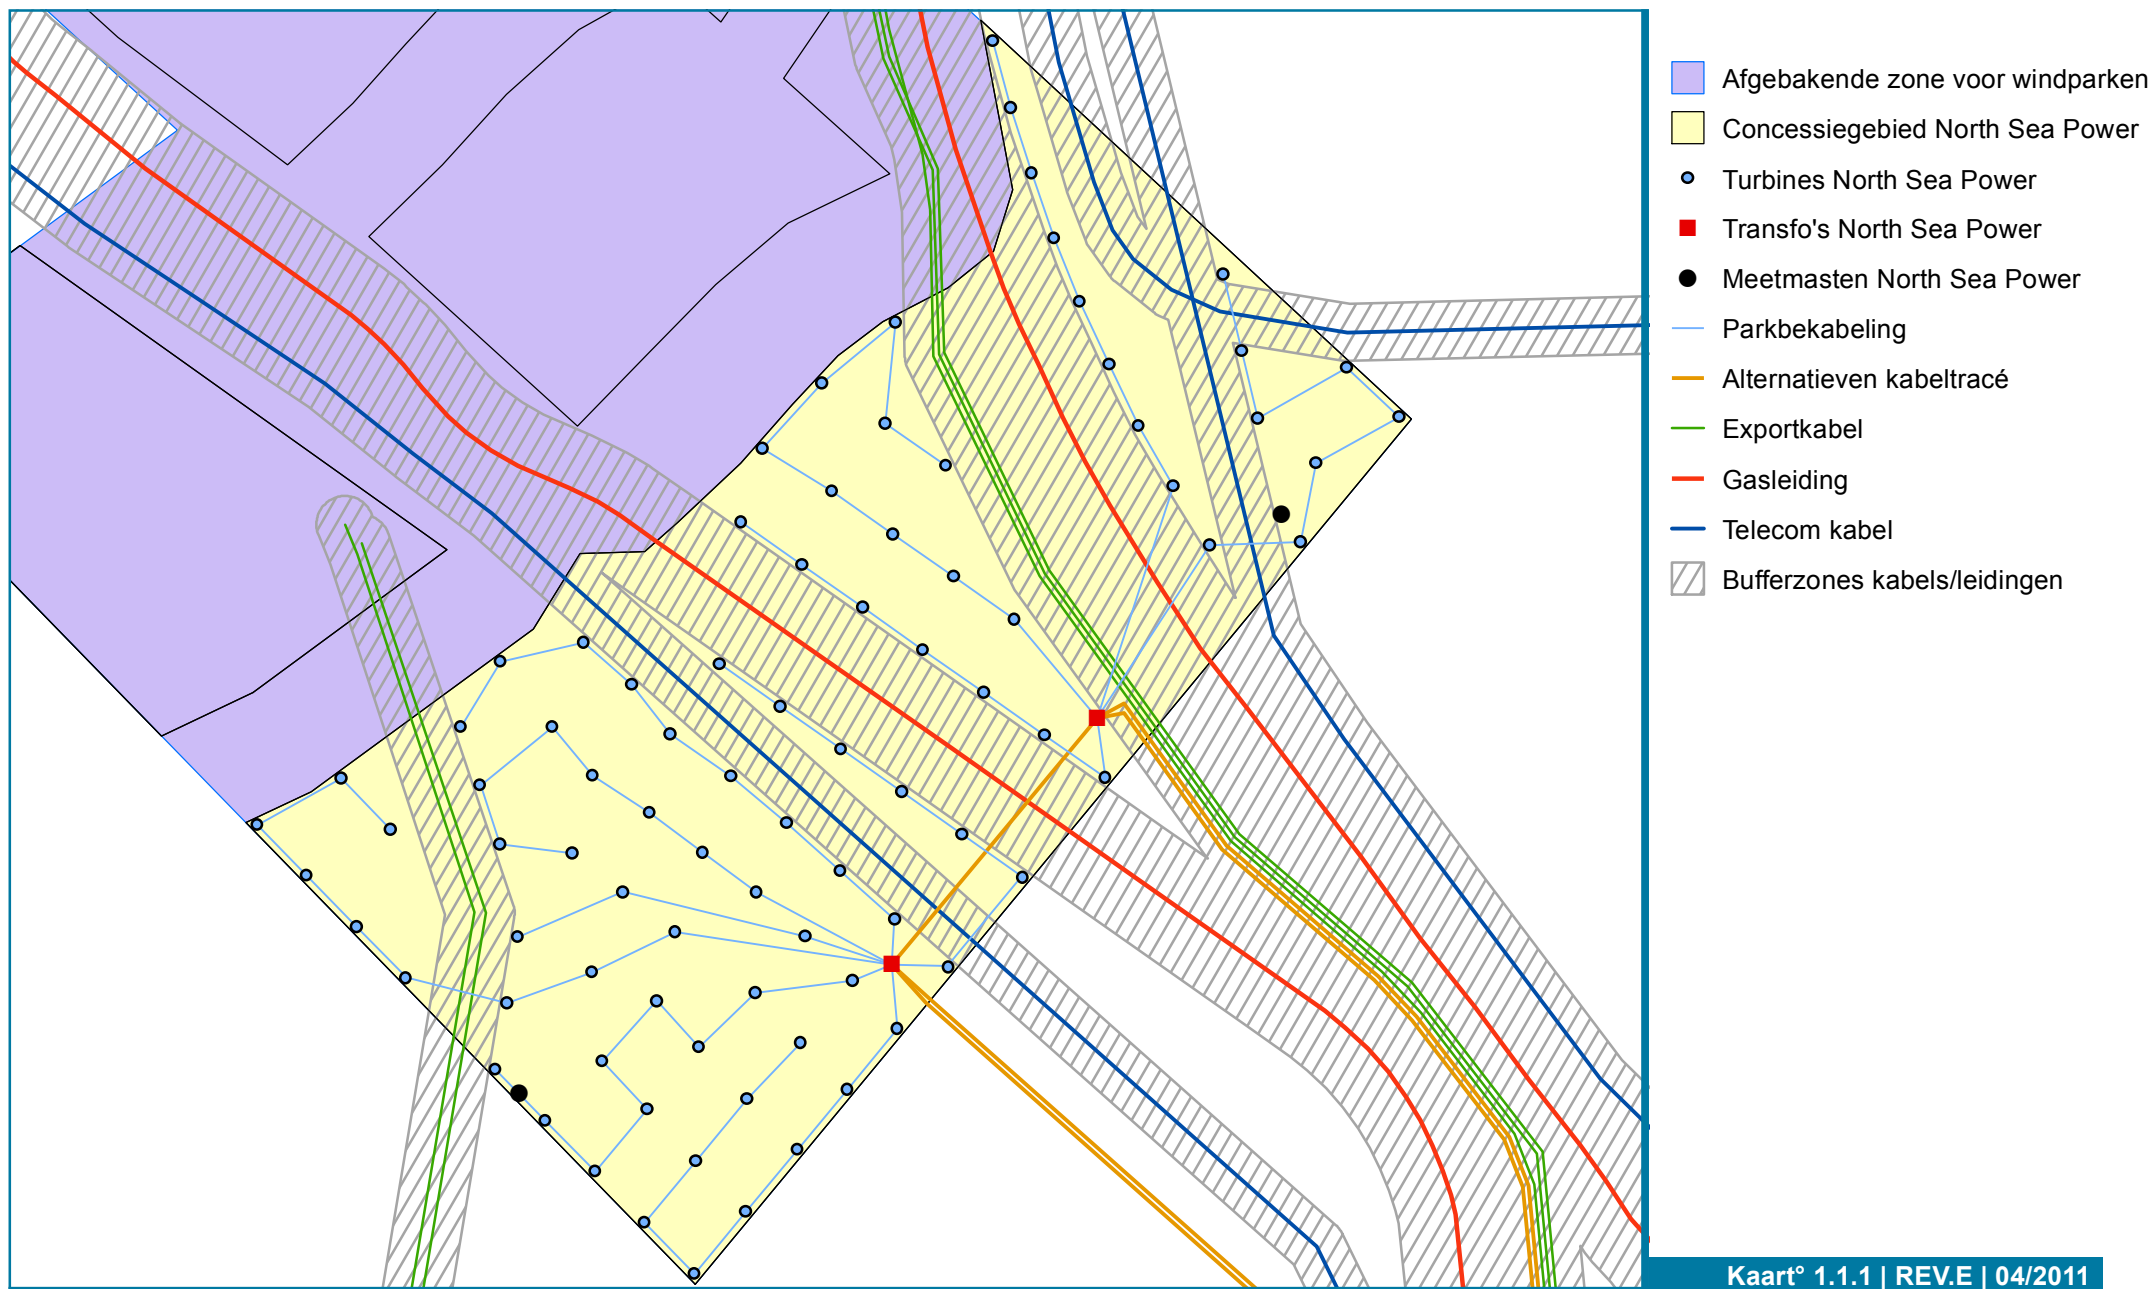 Afgebakende zone voor windparken
Concessiegebied North Sea Power
Turbines North Sea Power
Transfo's North Sea Power
Meetmasten North Sea Power
Parkbekabeling
Alternatieven kabeltracé
Exportkabel
Gasleiding
Telecom kabel
Bufferzones kabels/leidingen
Kaart° 1.1.1 | REV.E | 04/2011